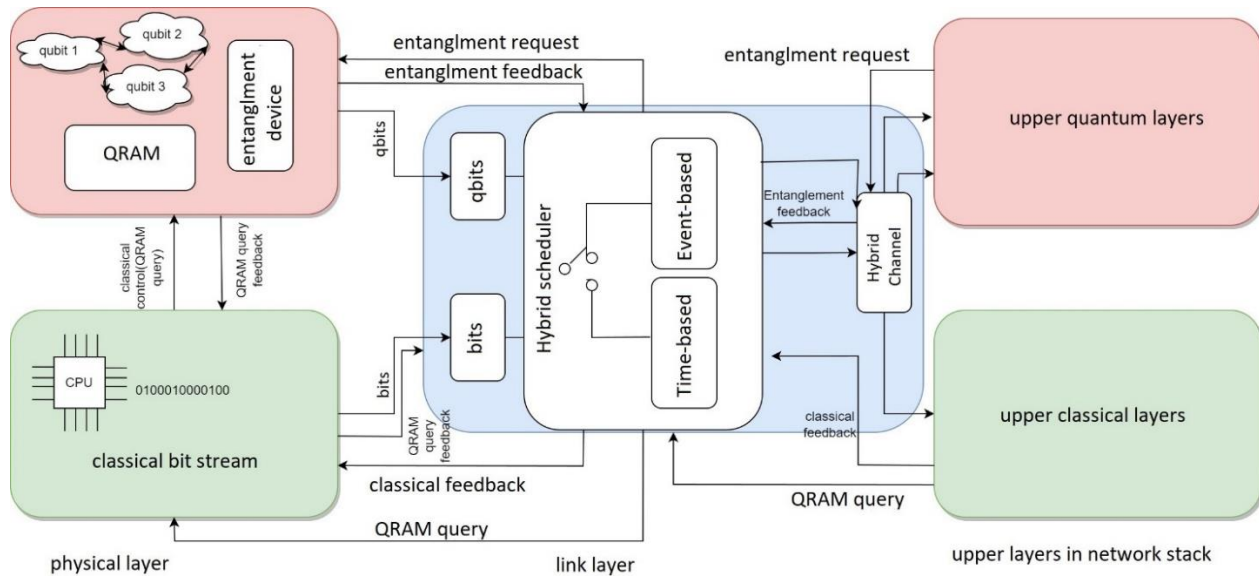 qubit 1
qubit 2
qubit 3
QRAM
entanglment
device
entanglment request
entanglment feedback
qbits
classical
control(QRAM
query)
QRAM query
feedback
CPU
0100010000100
classical bit stream
bits
QRAM
query
feedback
classical feedback
QRAM query
physical layer
qbits
bits
Hybrid scheduler
Event-based
Time-based
Entanglement
feedback
Hybrid
Channel
classical
feedback
link layer
entanglment request
upper quantum layers
upper classical layers
QRAM query
upper layers in network stack